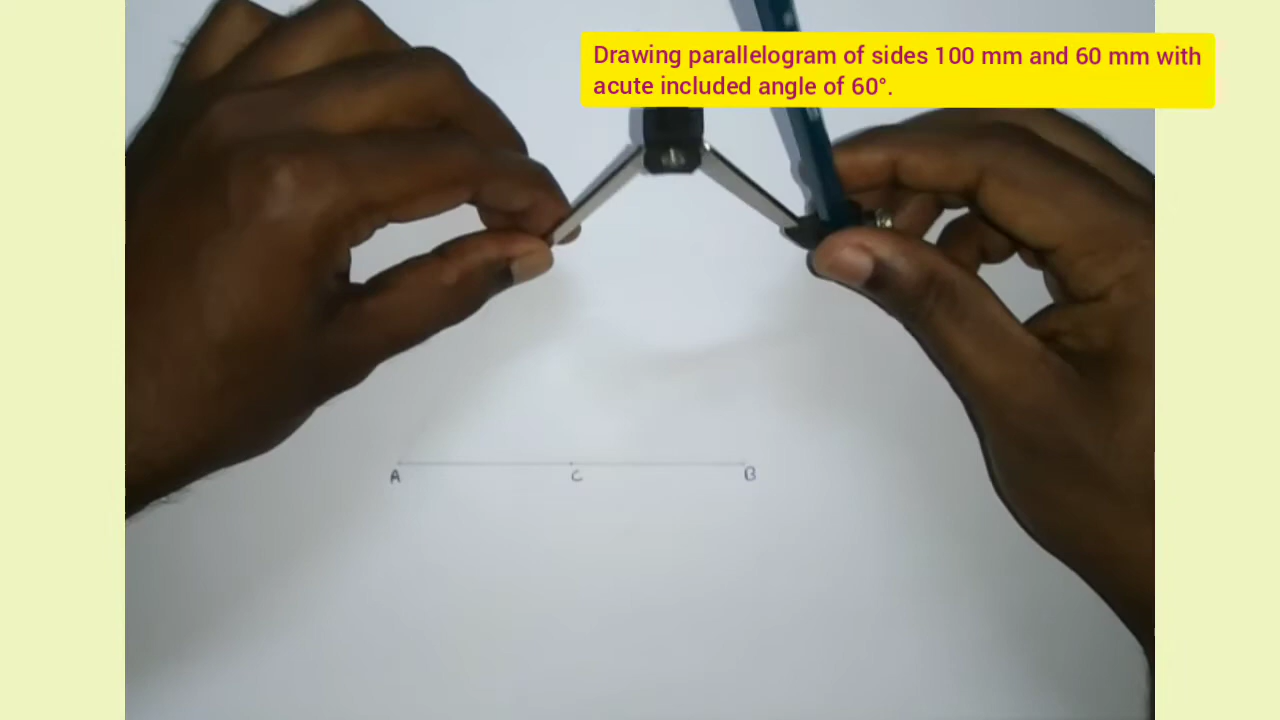 Drawing parallelogram of sides 100 mm and 60 mm with
acute included angle of 60°.
A C B